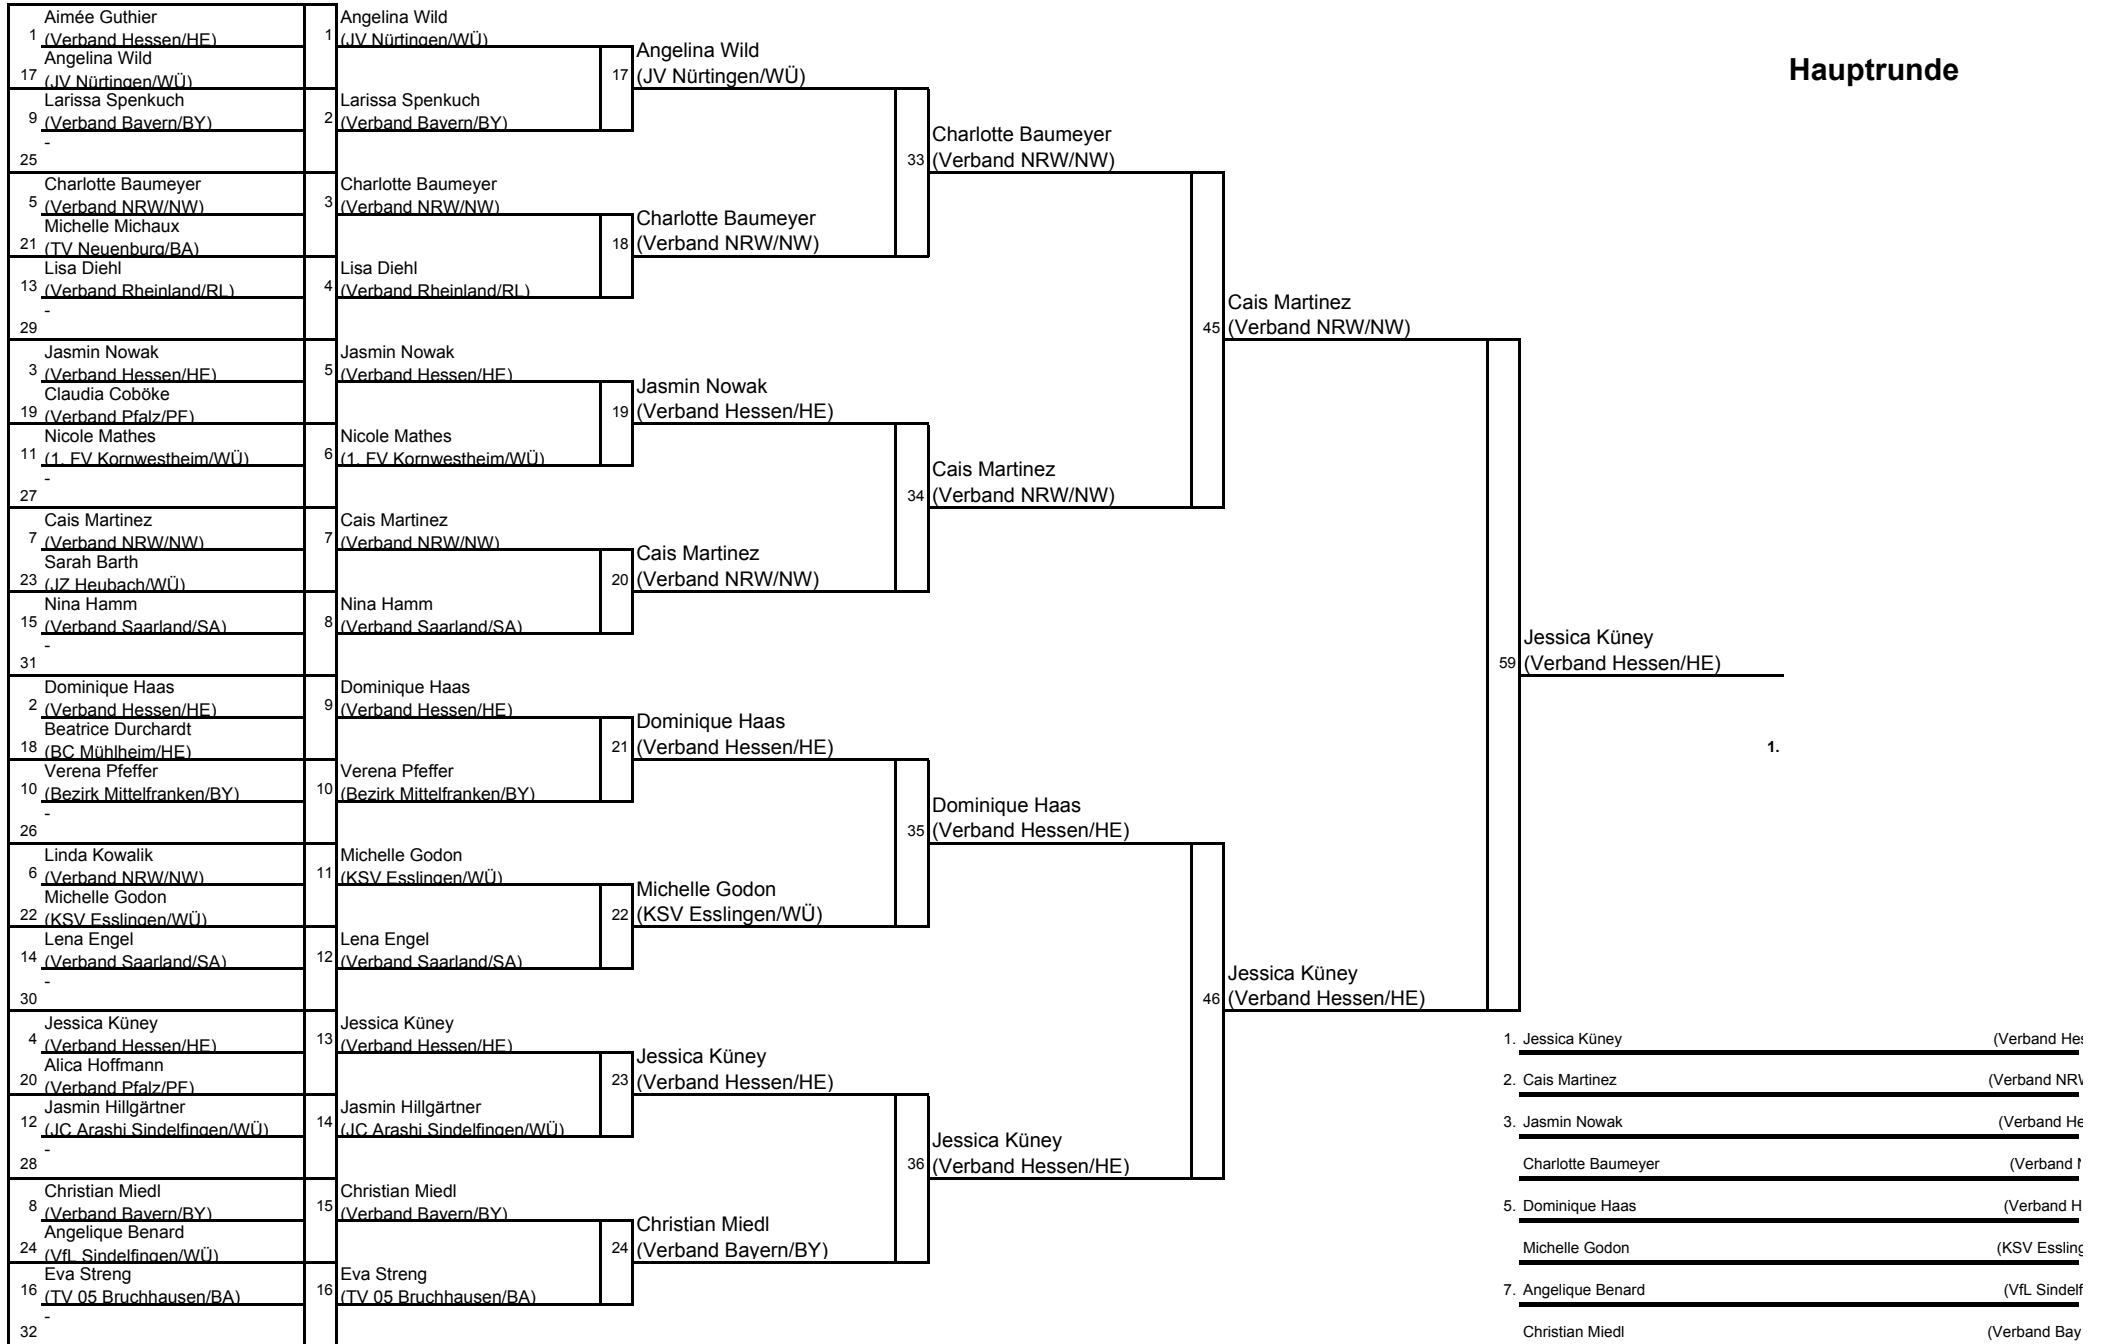 Hauptrunde
1 Aimée Guthier
(Verband Hessen/HE)
17 Angelina Wild
(JV Nürtingen/WÜ)
9 Larissa Spenkuch
(Verband Bayern/BY)
25 -
5 Charlotte Baumeyer
(Verband NRW/NW)
21 Michelle Michaux
(TV Neuenburg/BA)
13 Lisa Diehl
(Verband Rheinland/RL)
29 -
3 Jasmin Nowak
(Verband Hessen/HE)
19 Claudia Coböke
(Verband Pfalz/PF)
11 Nicole Mathes
(1. FV Kornwestheim/WÜ)
27 -
7 Cais Martinez
(Verband NRW/NW)
23 Sarah Barth
(JZ Heubach/WÜ)
15 Nina Hamm
(Verband Saarland/SA)
31 -
2 Dominique Haas
(Verband Hessen/HE)
18 Beatrice Durchardt
(BC Mühlheim/HE)
10 Verena Pfeffer
(Bezirk Mittelfranken/BY)
26 -
6 Linda Kowalik
(Verband NRW/NW)
22 Michelle Godon
(KSV Esslingen/WÜ)
14 Lena Engel
(Verband Saarland/SA)
30 -
4 Jessica Küney
(Verband Hessen/HE)
20 Alica Hoffmann
(Verband Pfalz/PF)
12 Jasmin Hillgärtner
(JC Arashi Sindelfingen/WÜ)
28 -
8 Christian Miedl
(Verband Bayern/BY)
24 Angelique Benard
(VfL Sindelfingen/WÜ)
16 Eva Streng
(TV 05 Bruchhausen/BA)
32 -
1 Angelina Wild
(JV Nürtingen/WÜ)
2 Larissa Spenkuch
(Verband Bayern/BY)
3 Charlotte Baumeyer
(Verband NRW/NW)
4 Lisa Diehl
(Verband Rheinland/RL)
5 Jasmin Nowak
(Verband Hessen/HE)
6 Nicole Mathes
(1. FV Kornwestheim/WÜ)
7 Cais Martinez
(Verband NRW/NW)
8 Nina Hamm
(Verband Saarland/SA)
9 Dominique Haas
(Verband Hessen/HE)
10 Verena Pfeffer
(Bezirk Mittelfranken/BY)
11 Michelle Godon
(KSV Esslingen/WÜ)
12 Lena Engel
(Verband Saarland/SA)
13 Jessica Küney
(Verband Hessen/HE)
14 Jasmin Hillgärtner
(JC Arashi Sindelfingen/WÜ)
15 Christian Miedl
(Verband Bayern/BY)
16 Eva Streng
(TV 05 Bruchhausen/BA)
17 Angelina Wild
(JV Nürtingen/WÜ)
18 Charlotte Baumeyer
(Verband NRW/NW)
19 Jasmin Nowak
(Verband Hessen/HE)
20 Cais Martinez
(Verband NRW/NW)
21 Dominique Haas
(Verband Hessen/HE)
22 Michelle Godon
(KSV Esslingen/WÜ)
23 Jessica Küney
(Verband Hessen/HE)
24 Christian Miedl
(Verband Bayern/BY)
33 Charlotte Baumeyer
(Verband NRW/NW)
34 Cais Martinez
(Verband NRW/NW)
35 Dominique Haas
(Verband Hessen/HE)
36 Jessica Küney
(Verband Hessen/HE)
45 Cais Martinez
(Verband NRW/NW)
46 Jessica Küney
(Verband Hessen/HE)
59 Jessica Küney
(Verband Hessen/HE)
1.
1. Jessica Küney (Verband Hes
2. Cais Martinez (Verband NRW
3. Jasmin Nowak (Verband He
Charlotte Baumeyer (Verband N
5. Dominique Haas (Verband H
Michelle Godon (KSV Essling
7. Angelique Benard (VfL Sindelf
Christian Miedl (Verband Bay